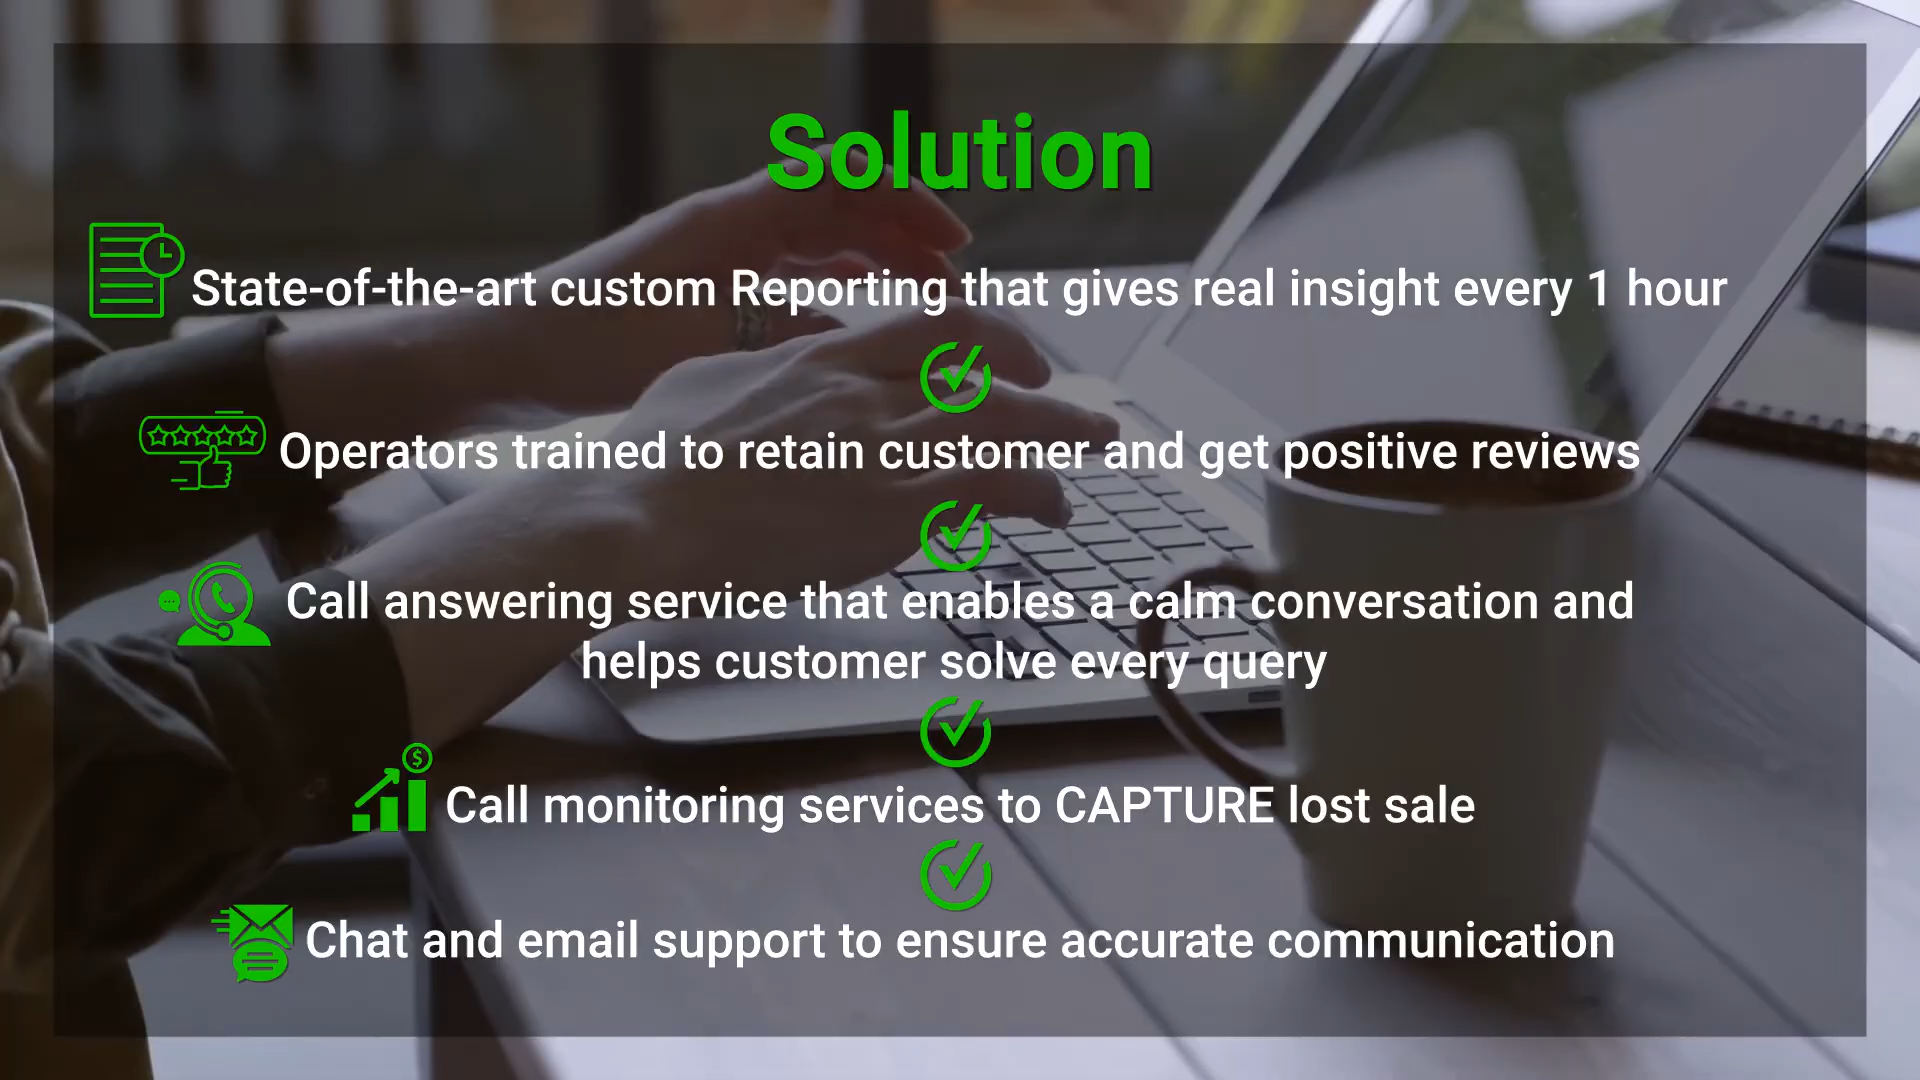 Solution
State-of-the-art custom Reporting that gives real insight every 1 hour
Operators trained to retain customer and get positive reviews
Call answering service that enables a calm conversation and
helps customer solve every query
$
Call monitoring services to CAPTURE lost sale
Chat and email support to ensure accurate communication